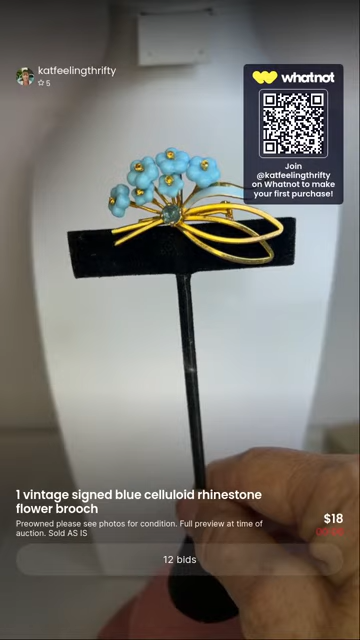 katfeelingthrifty
☆ 5
whatnot
Join
@katfeelingthrifty
on Whatnot to make
your first purchase!
1 vintage signed blue celluloid rhinestone
flower brooch
$18
Preowned please see photos for condition. Full preview at time of
auction. Sold AS IS
12 bids